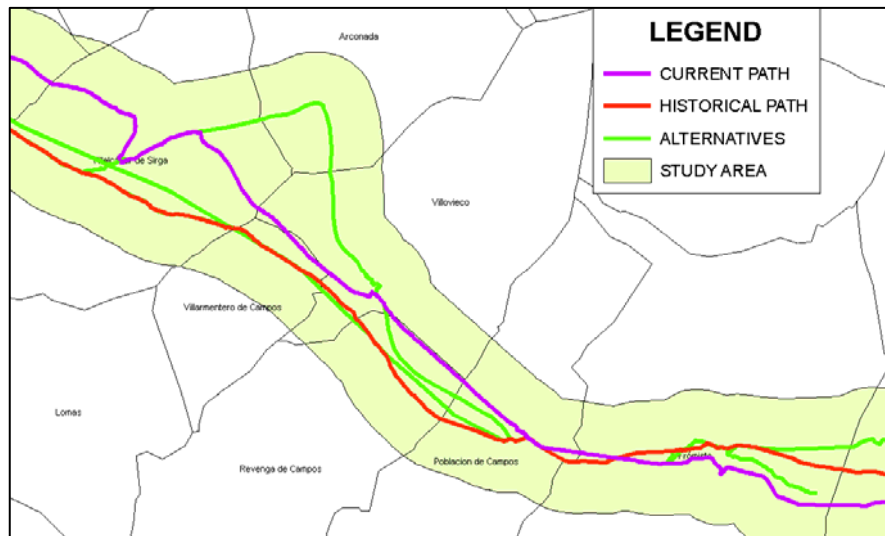 Arconada
LEGEND
CURRENT PATH
HISTORICAL PATH
ALTERNATIVES
STUDY AREA
de Sirga
Villovieco
Villarmentero de Campos
Lomas
Revenga de Campos
Poblacion de Campos